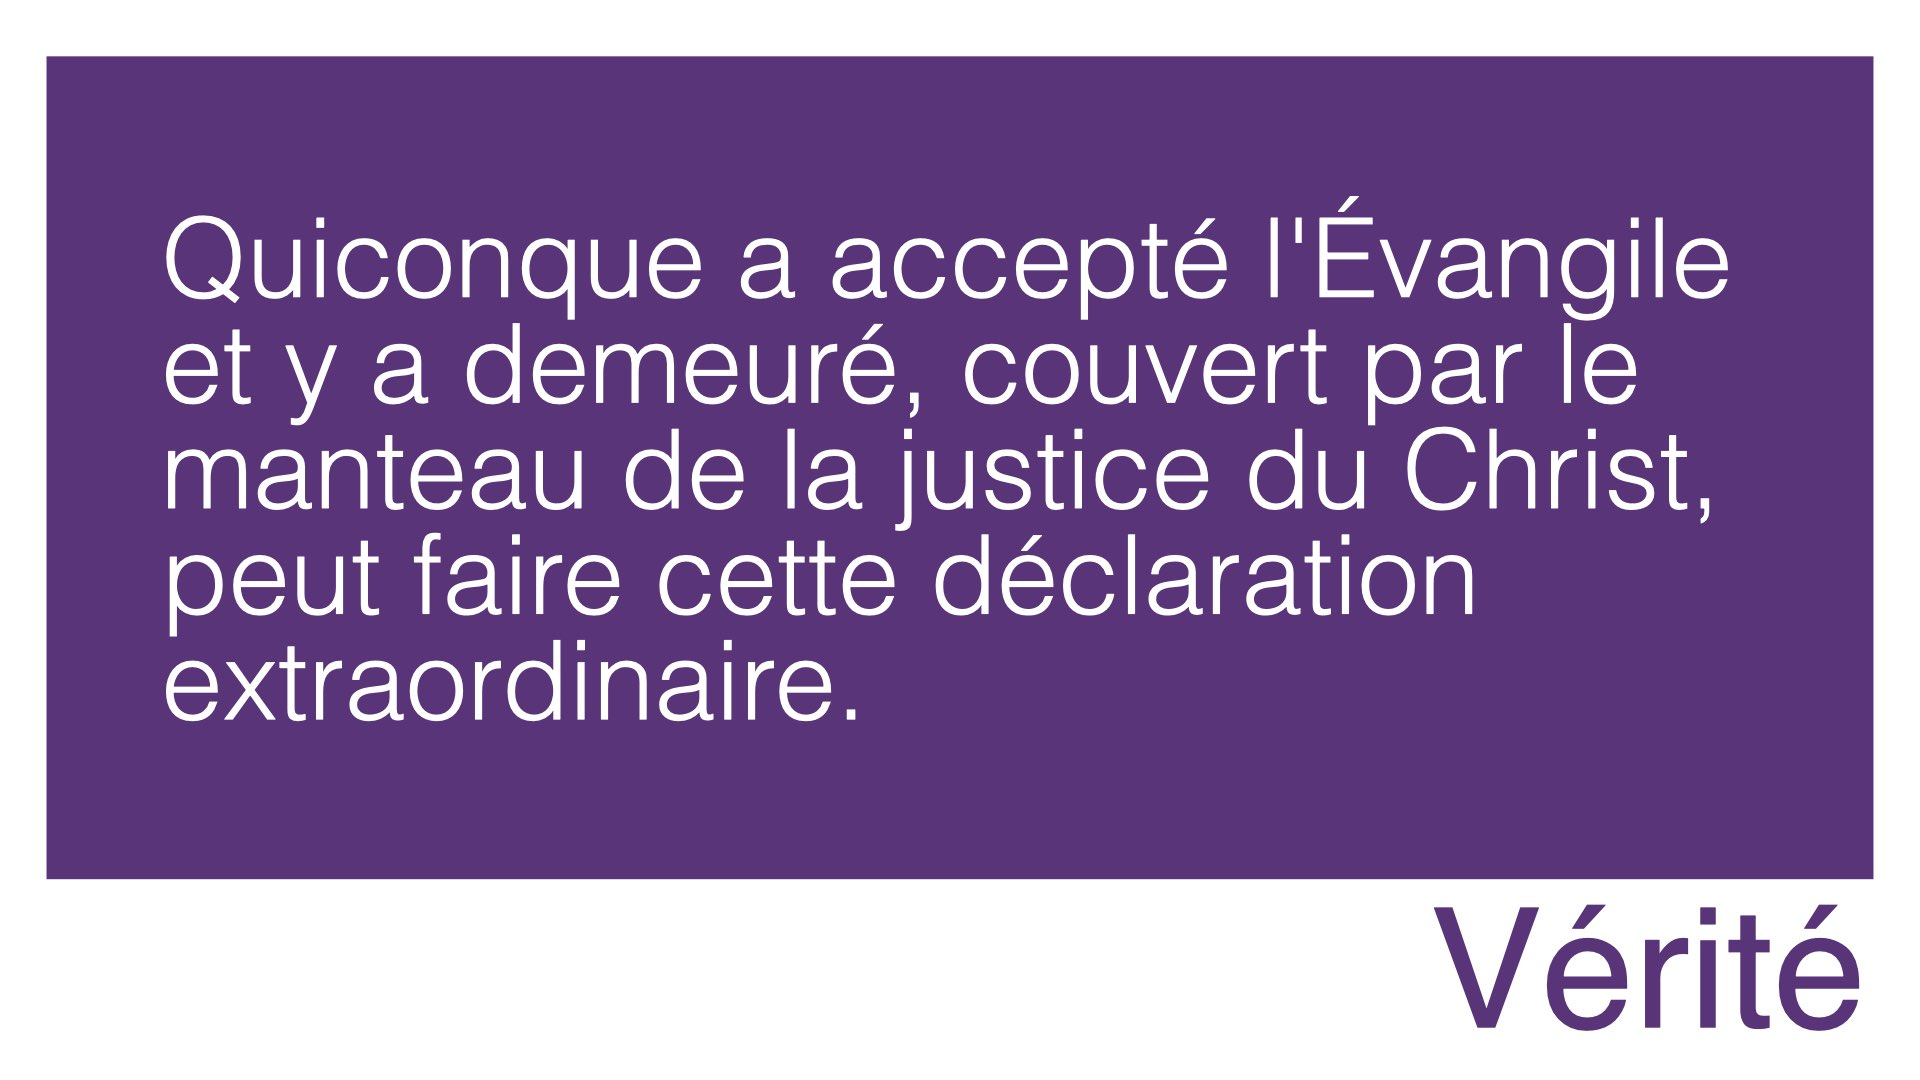 Quiconque a accepté l'Évangile
et y a demeuré, couvert par le
manteau de la justice du Christ,
peut faire cette déclaration
extraordinaire.
Vérité